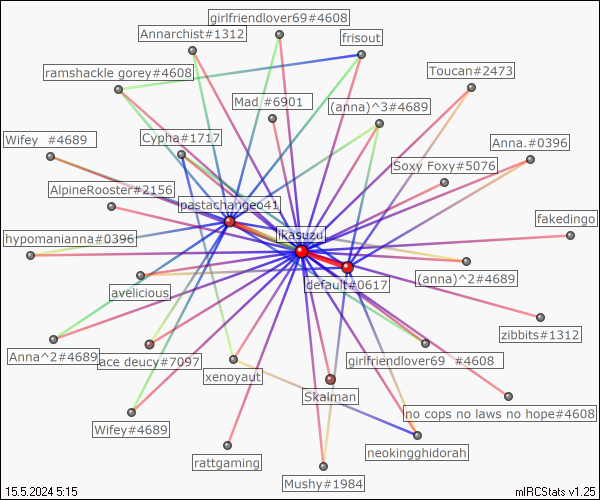 girlfriendlover69#4608
Annarchist#1312
frisout
ramshackle gorey#4608
Toucan#2473
Mad #6901
(anna)^3#4689
Wifey  #4689
Cypha#1717
Anna.#0396
Soxy Foxy#5076
AlpineRooster#2156
pastachangeo41
fakedingo
hypomanianna#0396
ikasuzu
(anna)^2#4689
default#0617
avelicious
zibbits#1312
Anna^2#4689
ace deucy#7097
girlfriendlover69  #4608
xenoyaut
Skalman
no cops no laws no hope#4608
Wifey#4689
neokingghidorah
rattgaming
Mushy#1984
15.5.2024 5:15
mIRCStats v1.25